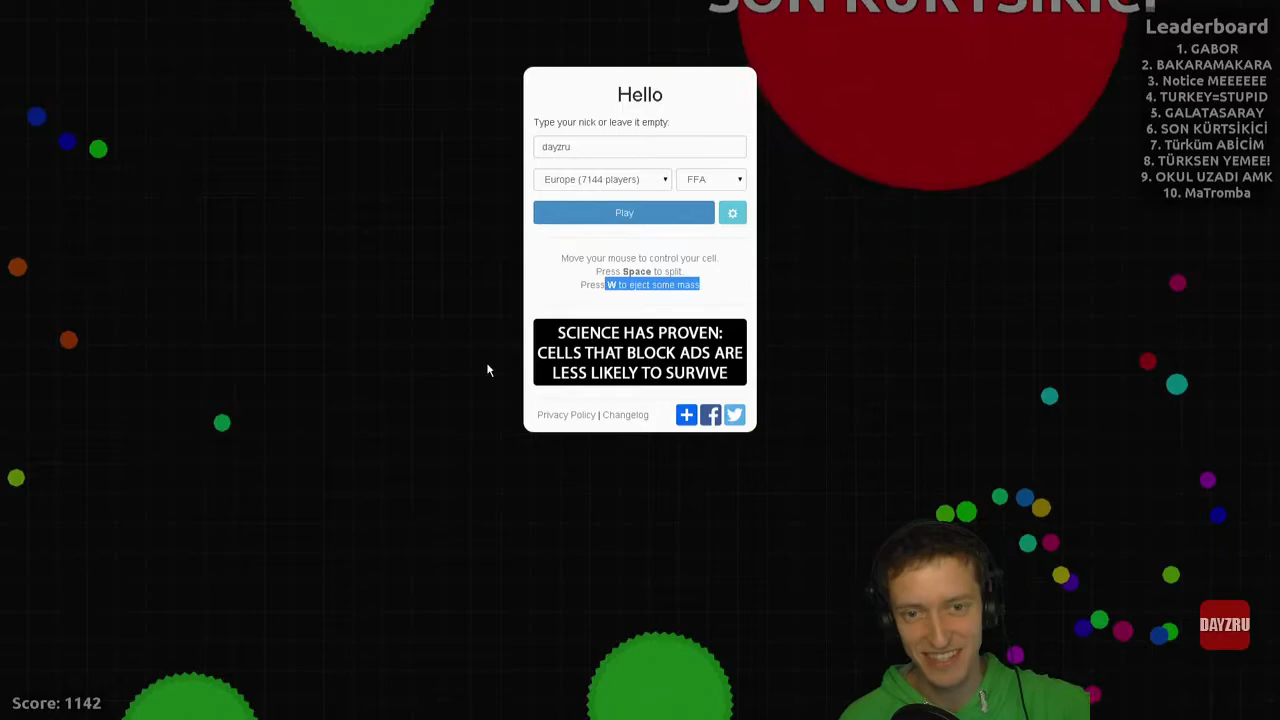 SON KÜRTSİKİCİ
Leaderboard
1. GABOR
2. BAKARAMAKARA
3. Notice MEEEEEE
4. TURKEY=STUPID
5. GALATASARAY
6. SON KÜRTSİKİCİ
7. Türküm ABİCİM
8. TÜRKSEN YEMEE!
9. OKUL UZADI AMK
10. MaTromba
Hello
Type your nick or leave it empty:
dayzru
Europe (7144 players)
FFA
Play
Move your mouse to control your cell.
Press Space to split.
Press W to eject some mass
SCIENCE HAS PROVEN:
CELLS THAT BLOCK ADS ARE
LESS LIKELY TO SURVIVE
Privacy Policy | Changelog
DAYZRU
Score: 1142